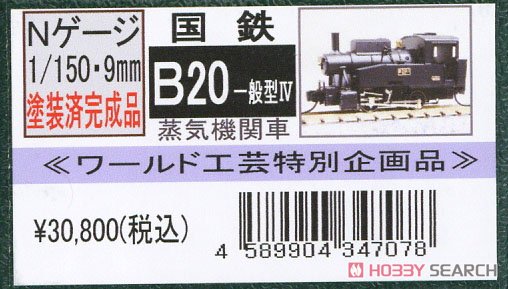 Nゲージ
1/150・9mm
塗装済完成品
国鉄
B20 一般型Ⅳ
蒸気機関車
≪ワールド工芸特別企画品≫
¥30,800(税込)
4 589904 347078
HOBBY SEARCH